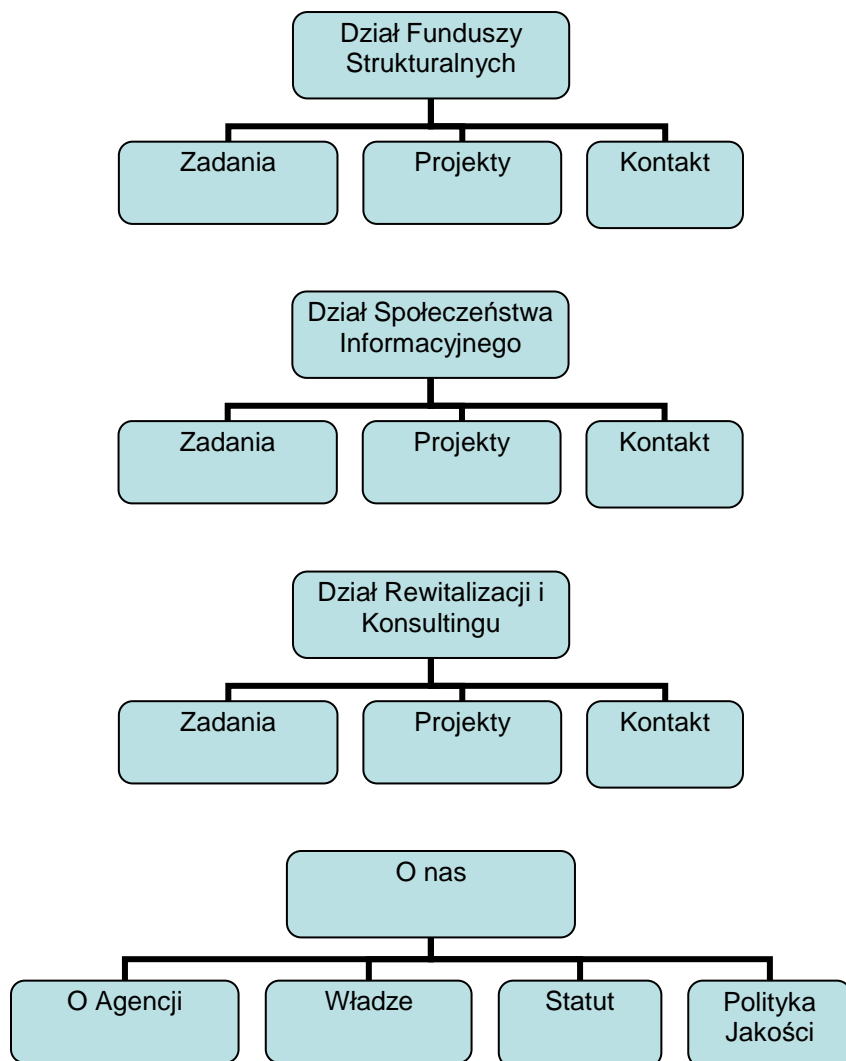 Dział Funduszy
Strukturalnych
Zadania
Projekty
Kontakt
Dział Społeczeństwa
Informacyjnego
Zadania
Projekty
Kontakt
Dział Rewitalizacji i
Konsultingu
Zadania
Projekty
Kontakt
O nas
O Agencji
Władze
Statut
Polityka
Jakości